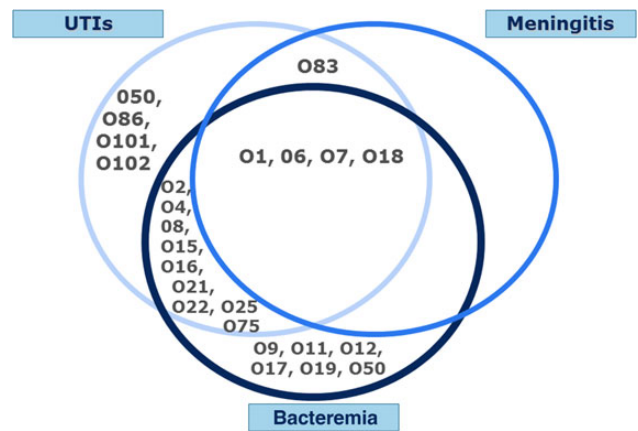 UTIs
Meningitis
O83
050,
O86,
O101,
O102
O1, 06, O7, O18
O2,
O4,
08,
O15,
O16,
O21,
O22, O25
O75
O9, O11, O12,
O17, O19, O50
Bacteremia